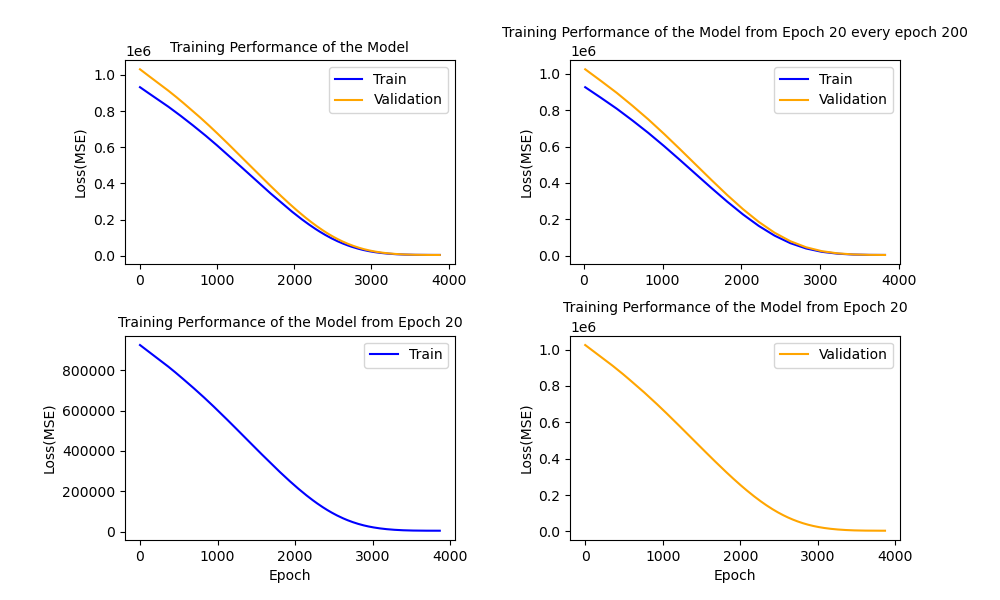 Training Performance of the Model
1e6
Train
Validation
Loss(MSE)
1.0
0.8
0.6
0.4
0.2
0.0
0 1000 2000 3000 4000
Training Performance of the Model from Epoch 20 every epoch 200
1e6
Train
Validation
Loss(MSE)
1.0
0.8
0.6
0.4
0.2
0.0
0 1000 2000 3000 4000
Training Performance of the Model from Epoch 20
Train
Loss(MSE)
800000
600000
400000
200000
0
0 1000 2000 3000 4000
Epoch
Training Performance of the Model from Epoch 20
1e6
Validation
Loss(MSE)
1.0
0.8
0.6
0.4
0.2
0.0
0 1000 2000 3000 4000
Epoch